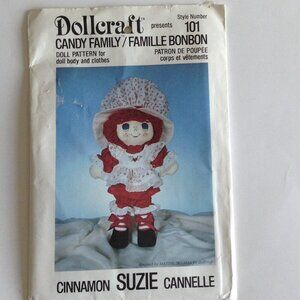 Dollcraft™ presents
Style Number
101
CANDY FAMILY/FAMILLE BONBON
DOLL PATTERN for
doll body and clothes
PATRON DE POUPÉE
corps et vêtements
CINNAMON SUZIE CANNELLE